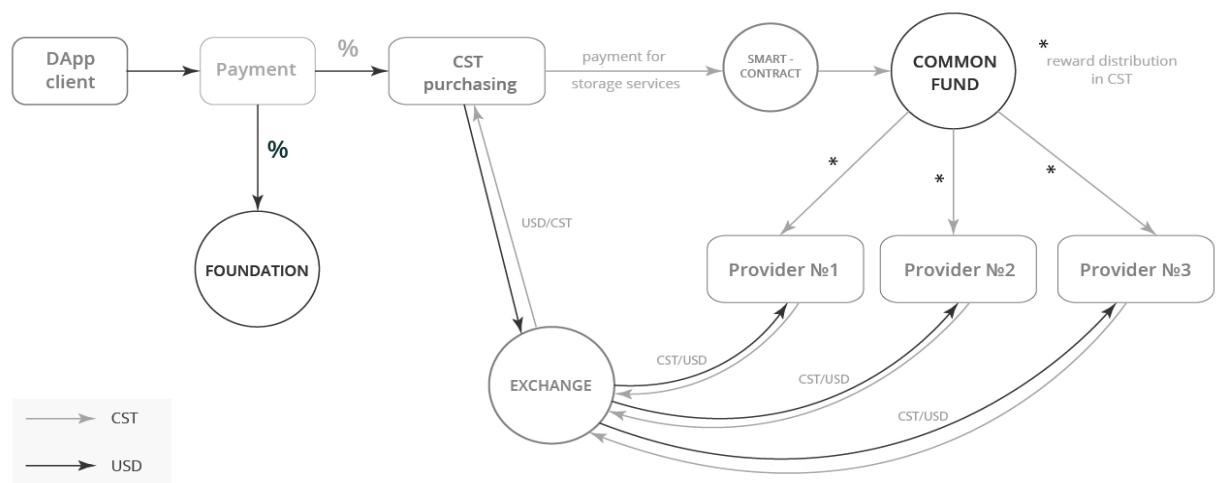 DApp
client
Payment
%
CST
purchasing
payment for
storage services
SMART -
CONTRACT
COMMON
FUND
* reward distribution
in CST
%
*
*
*
FOUNDATION
USD/CST
Provider №1
Provider №2
Provider №3
EXCHANGE
CST/USD
CST/USD
CST/USD
CST
USD